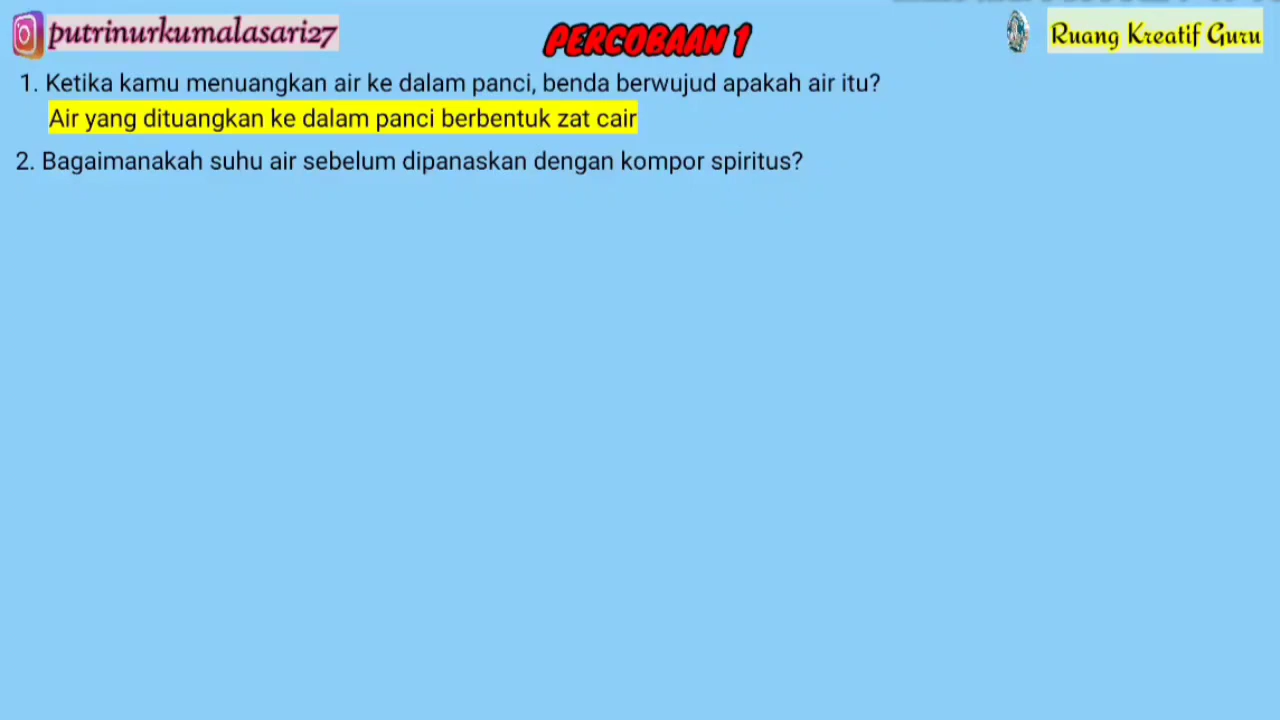 putrinurkumalasari27
PERCOBAAN 1
Ruang Kreatif Guru
1. Ketika kamu menuangkan air ke dalam panci, benda berwujud apakah air itu?
Air yang dituangkan ke dalam panci berbentuk zat cair
2. Bagaimanakah suhu air sebelum dipanaskan dengan kompor spiritus?